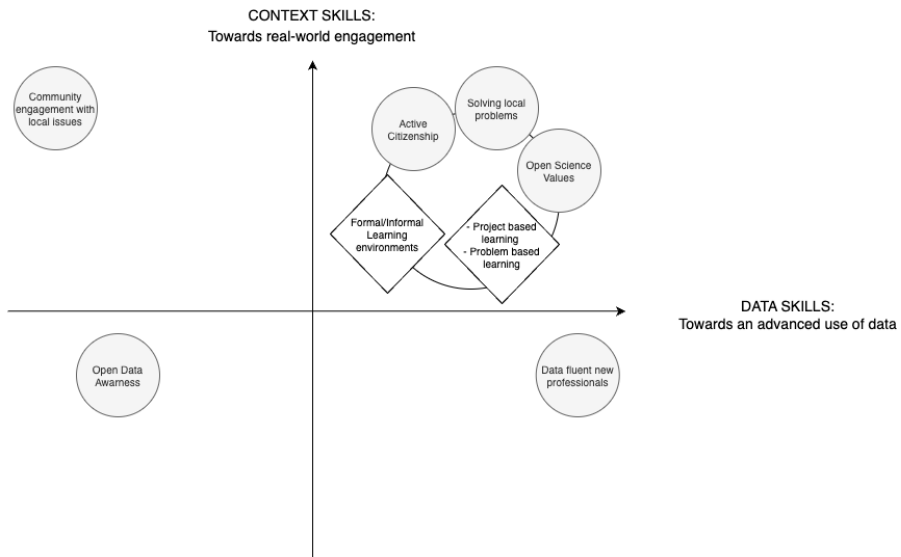 CONTEXT SKILLS:
Towards real-world engagement
Community
engagement with
local issues
Active
Citizenship
Solving local
problems
Open Science
Values
Formal/Informal
Learning
environments
- Project based
learning
- Problem based
learning
DATA SKILLS:
Towards an advanced use of data
Open Data
Awarness
Data fluent new
professionals